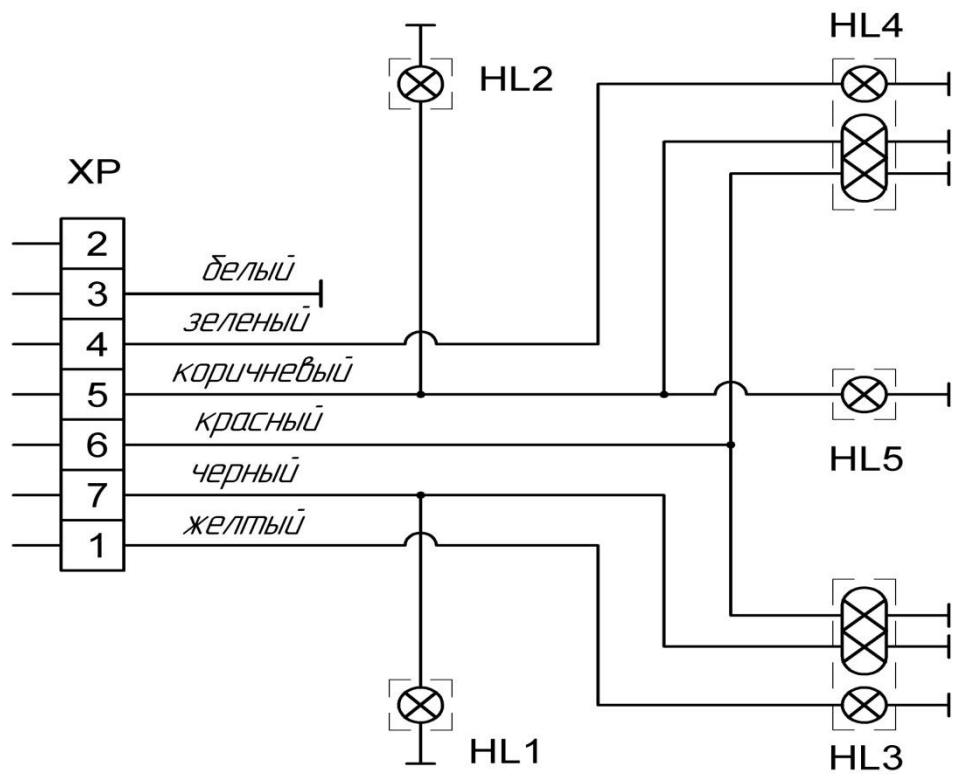 HL4
HL2
XP
2
3 белый
4 зеленый
5 коричневый
6 красный
7 черный
1 желтый
HL5
HL1
HL3